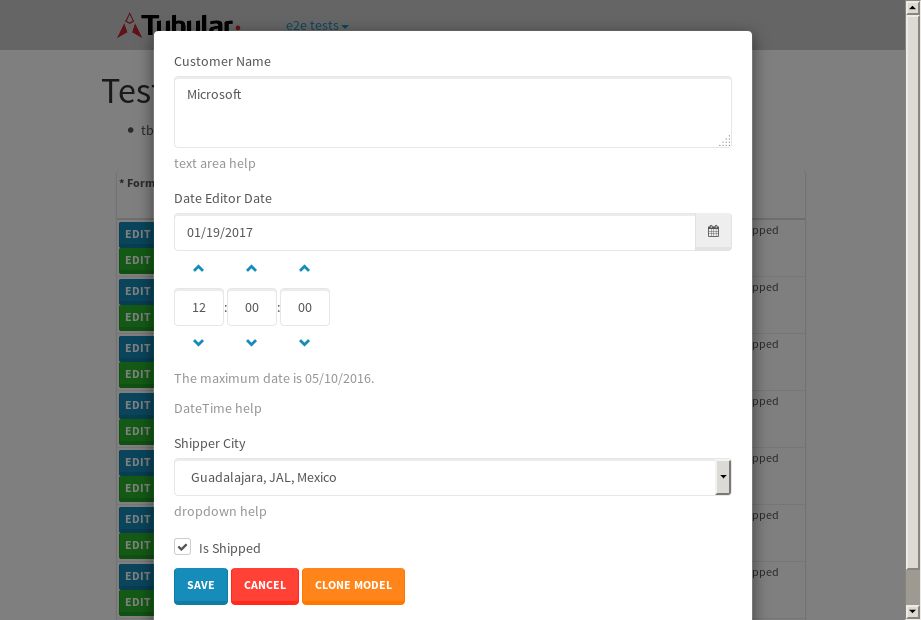 Tubular.
e2e tests
Test
tb
* Form
Customer Name
Microsoft
text area help
Date Editor Date
01/19/2017
12 : 00 : 00
The maximum date is 05/10/2016.
DateTime help
Shipper City
Guadalajara, JAL, Mexico
dropdown help
Is Shipped
SAVE CANCEL CLONE MODEL
EDIT pped
EDIT
EDIT pped
EDIT
EDIT pped
EDIT
EDIT pped
EDIT
EDIT pped
EDIT
EDIT pped
EDIT
EDIT pped
EDIT